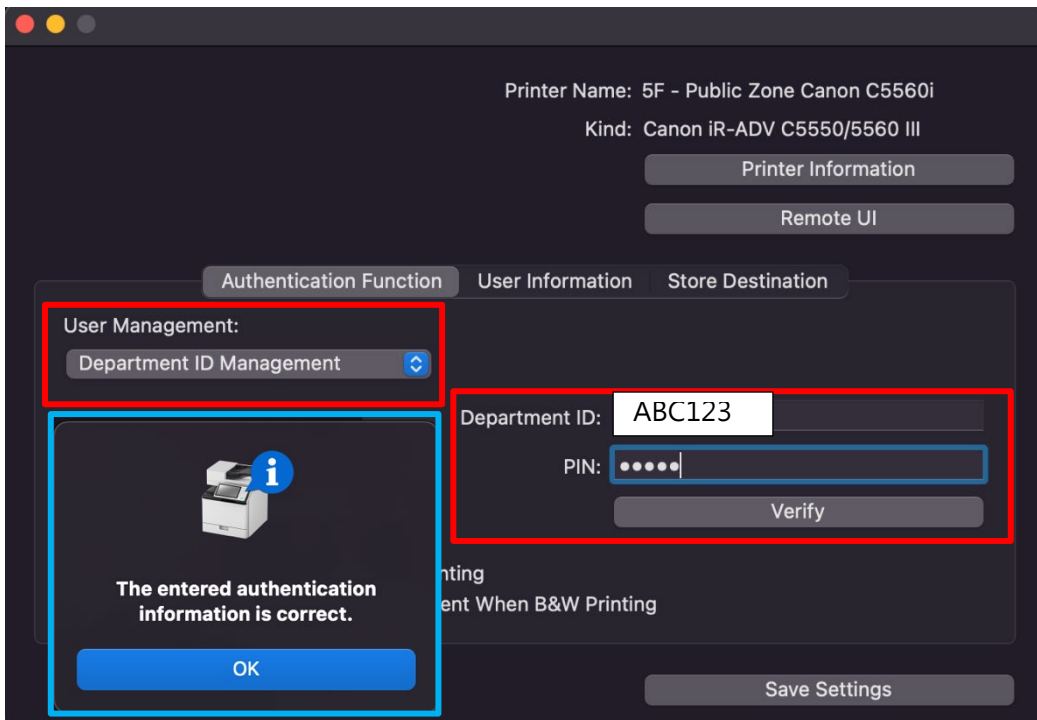 Printer Name: 5F - Public Zone Canon C5560i
Kind: Canon iR-ADV C5550/5560 III
Printer Information
Remote UI
Authentication Function User Information Store Destination
User Management:
Department ID Management
Department ID: ABC123
PIN: •••••
Verify
The entered authentication
information is correct.
OK
nting
ent When B&W Printing
Save Settings